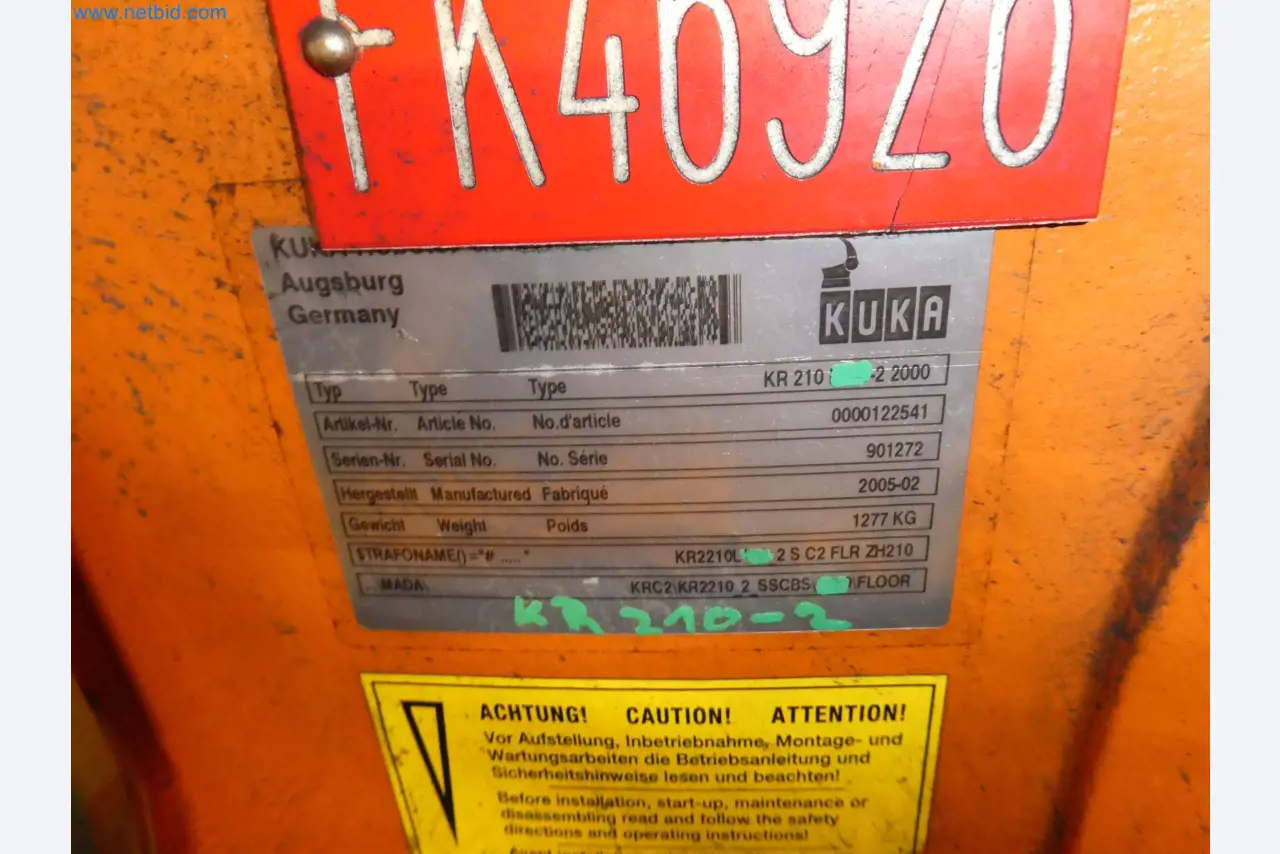 www.netbid.com
FK46920
Augsburg
Germany
KUKA
Typ Type Type KR 210 -2 2000
Artikel-Nr. Article No. No.d'article 0000122541
Serien-Nr. Serial No. No. Série 901272
Hergestellt Manufactured Fabriqué 2005-02
Gewicht Weight Poids 1277 KG
$TRAFONAME()="# ....." KR2210L 2 S C2 FLR ZH210
MADA\ KRC2\KR2210_2_SSCBS\ \FLOOR
KR 210-2
ACHTUNG! CAUTION! ATTENTION!
Vor Aufstellung, Inbetriebnahme, Montage- und
Wartungsarbeiten die Betriebsanleitung und
Sicherheitshinweise lesen und beachten!
Before installation, start-up, maintenance or
disassembling read and follow the safety
directions and operating instructions!